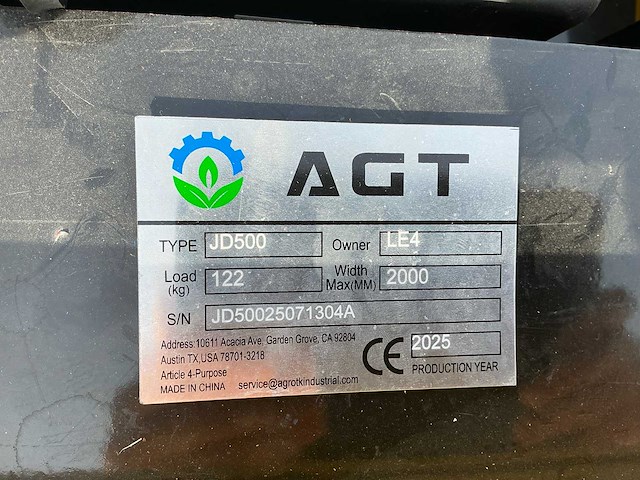 AGT
TYPE JD500 Owner LE4
Load (kg) 122 Width Max(MM) 2000
S/N JD50025071304A
Address:10611 Acacia Ave, Garden Grove, CA 92804
Austin TX,USA 78701-3218
Article 4-Purpose
MADE IN CHINA service@agrotkindustrial.com
CE 2025
PRODUCTION YEAR